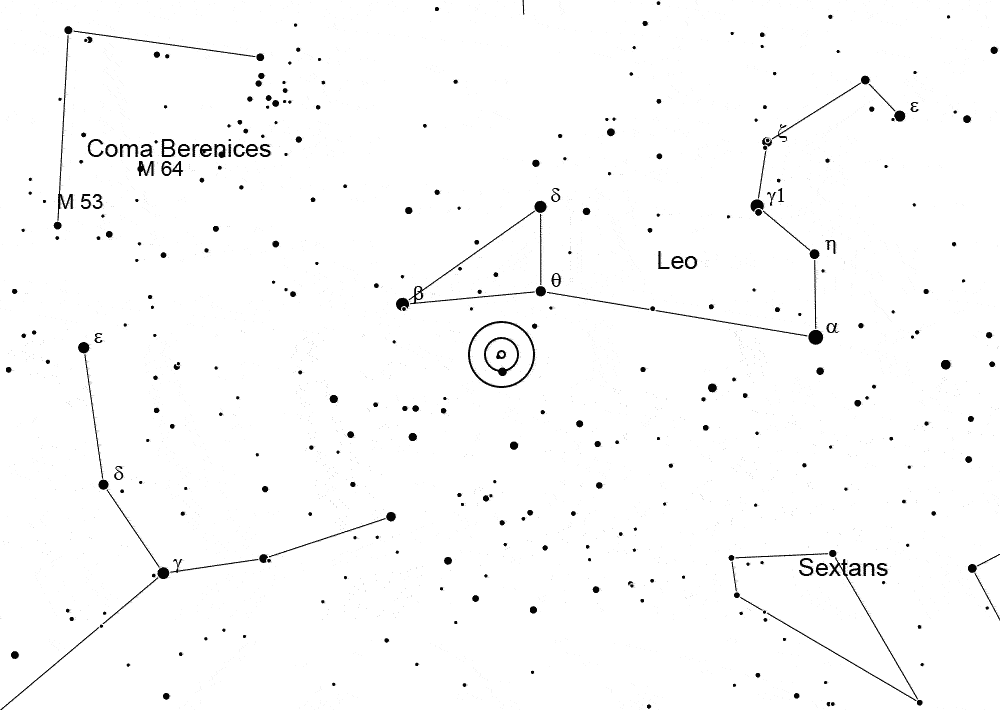 ε
ζ
Coma Berenices
M 64
γ1
M 53
δ
η
Leo
θ
β
α
ε
δ
γ
Sextans